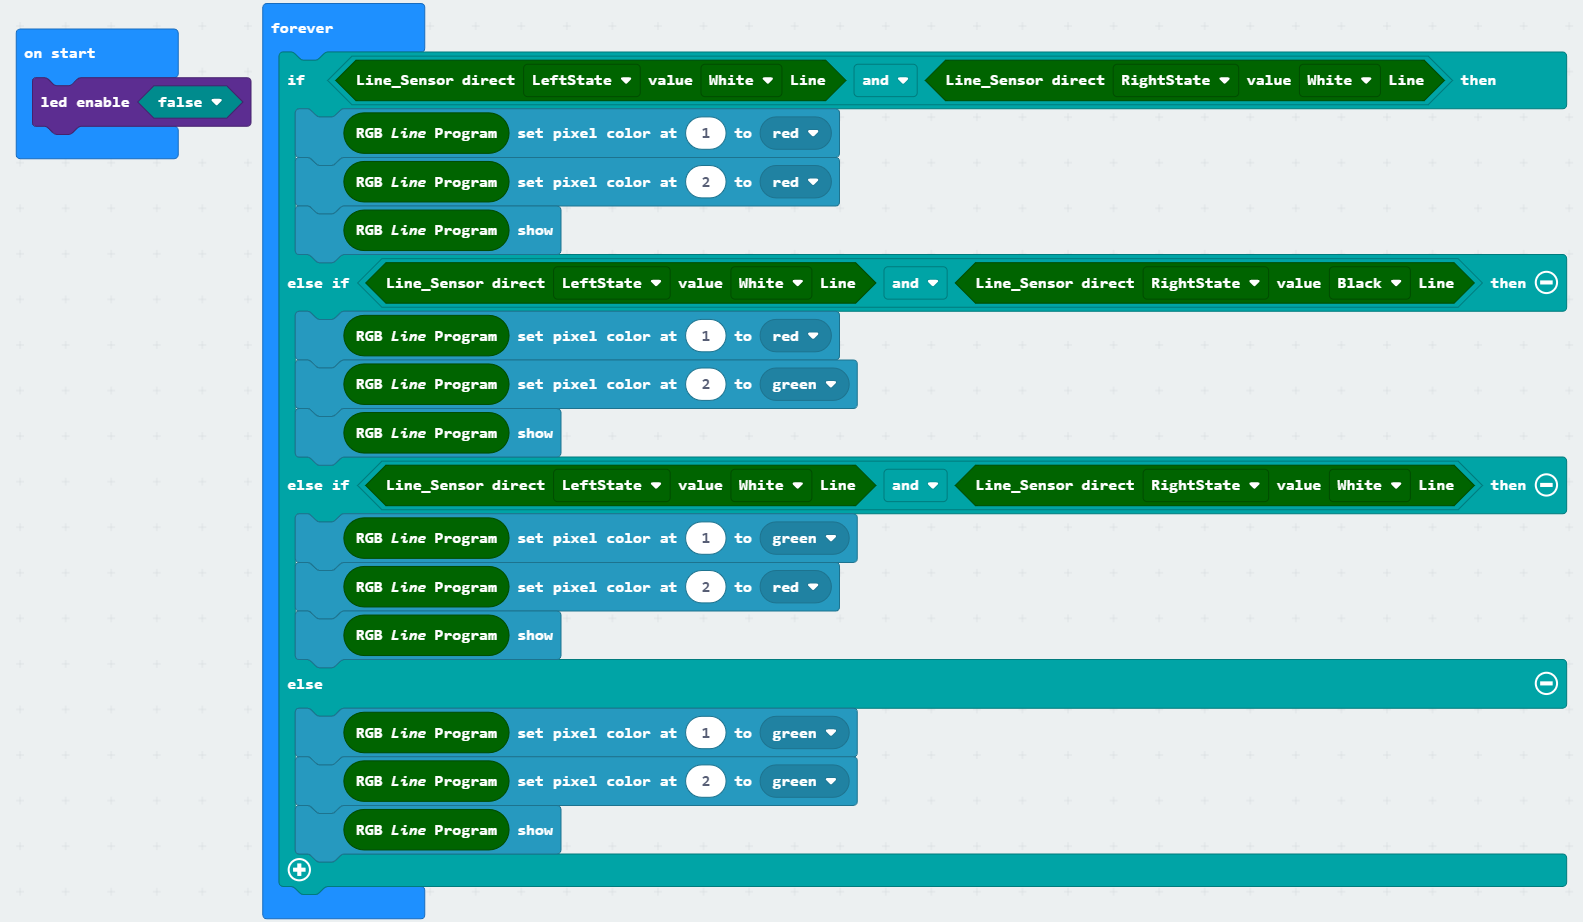 on start
led enable false
forever
if Line_Sensor direct LeftState value White Line and Line_Sensor direct RightState value White Line then
RGB Line Program set pixel color at 1 to red
RGB Line Program set pixel color at 2 to red
RGB Line Program show
else if Line_Sensor direct LeftState value White Line and Line_Sensor direct RightState value Black Line then
RGB Line Program set pixel color at 1 to red
RGB Line Program set pixel color at 2 to green
RGB Line Program show
else if Line_Sensor direct LeftState value White Line and Line_Sensor direct RightState value White Line then
RGB Line Program set pixel color at 1 to green
RGB Line Program set pixel color at 2 to red
RGB Line Program show
else
RGB Line Program set pixel color at 1 to green
RGB Line Program set pixel color at 2 to green
RGB Line Program show